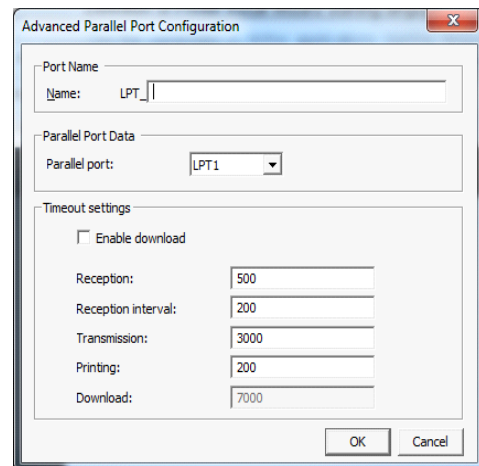 Advanced Parallel Port Configuration
Port Name
Name: LPT_
Parallel Port Data
Parallel port: LPT1
Timeout settings
Enable download
Reception: 500
Reception interval: 200
Transmission: 3000
Printing: 200
Download: 7000
OK Cancel